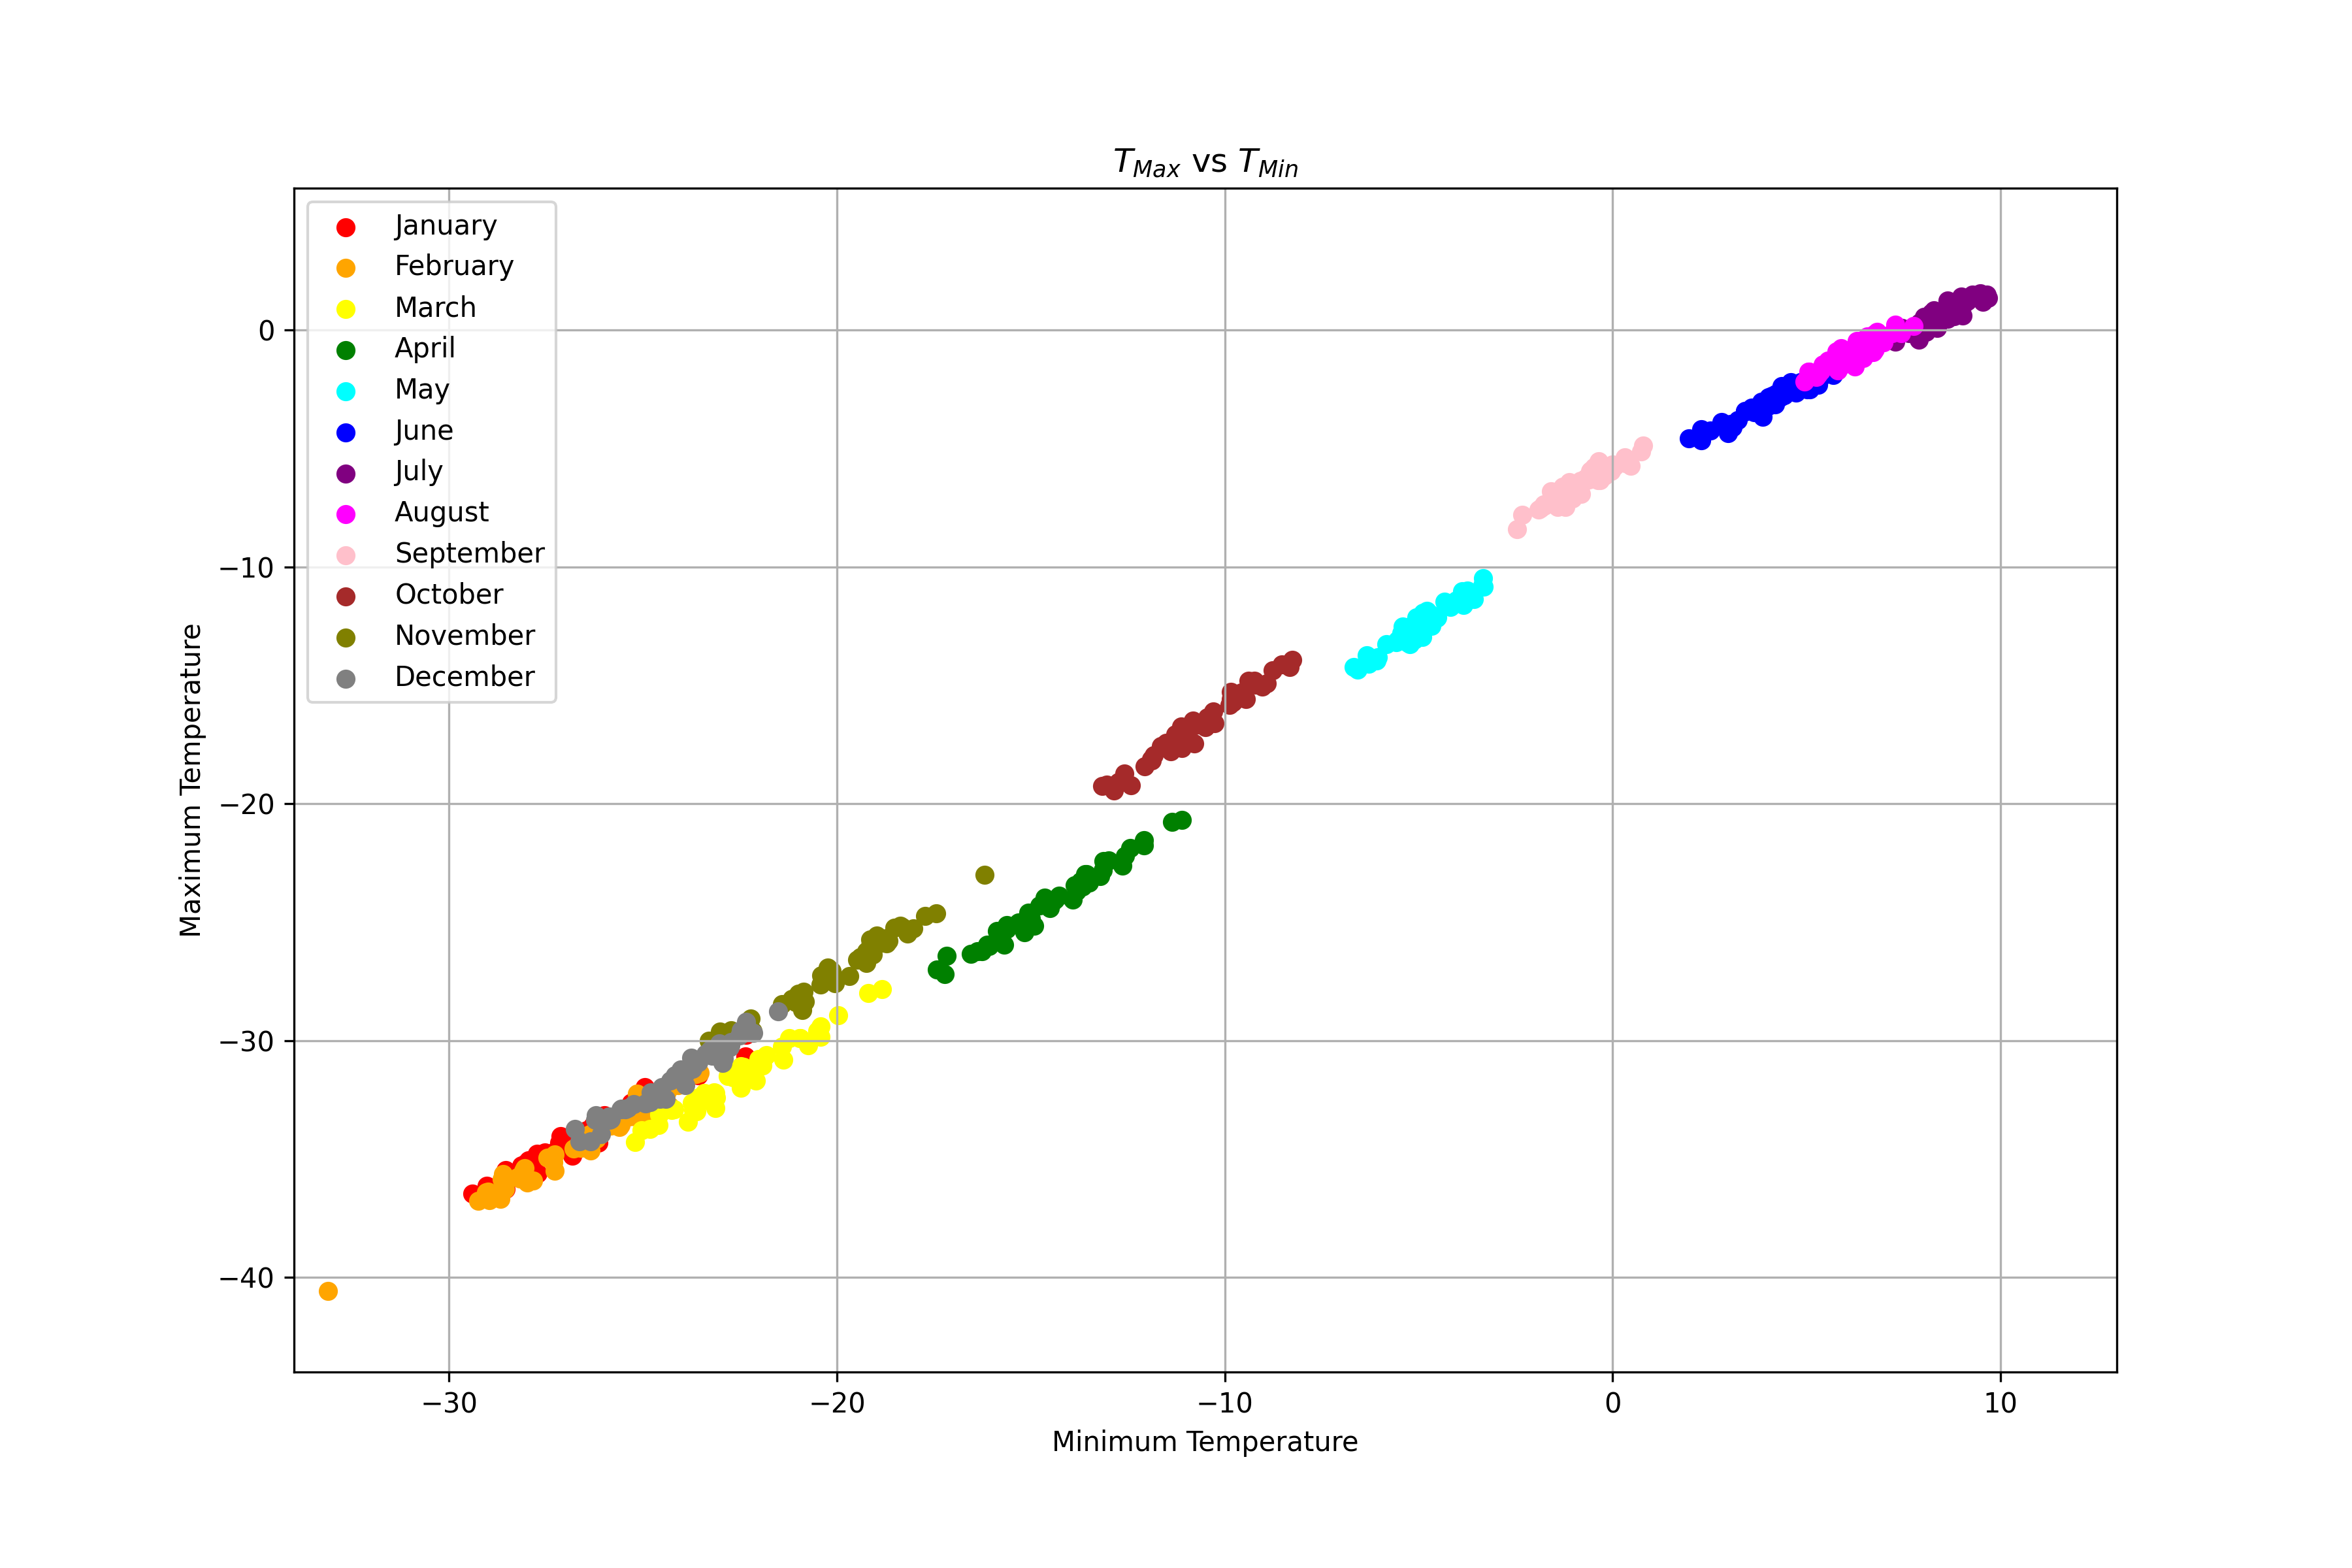 T_Max vs T_Min
January
February
March
April
May
June
July
August
September
October
November
December
Maximum Temperature
0
−10
−20
−30
−40
−30
−20
−10
0
10
Minimum Temperature